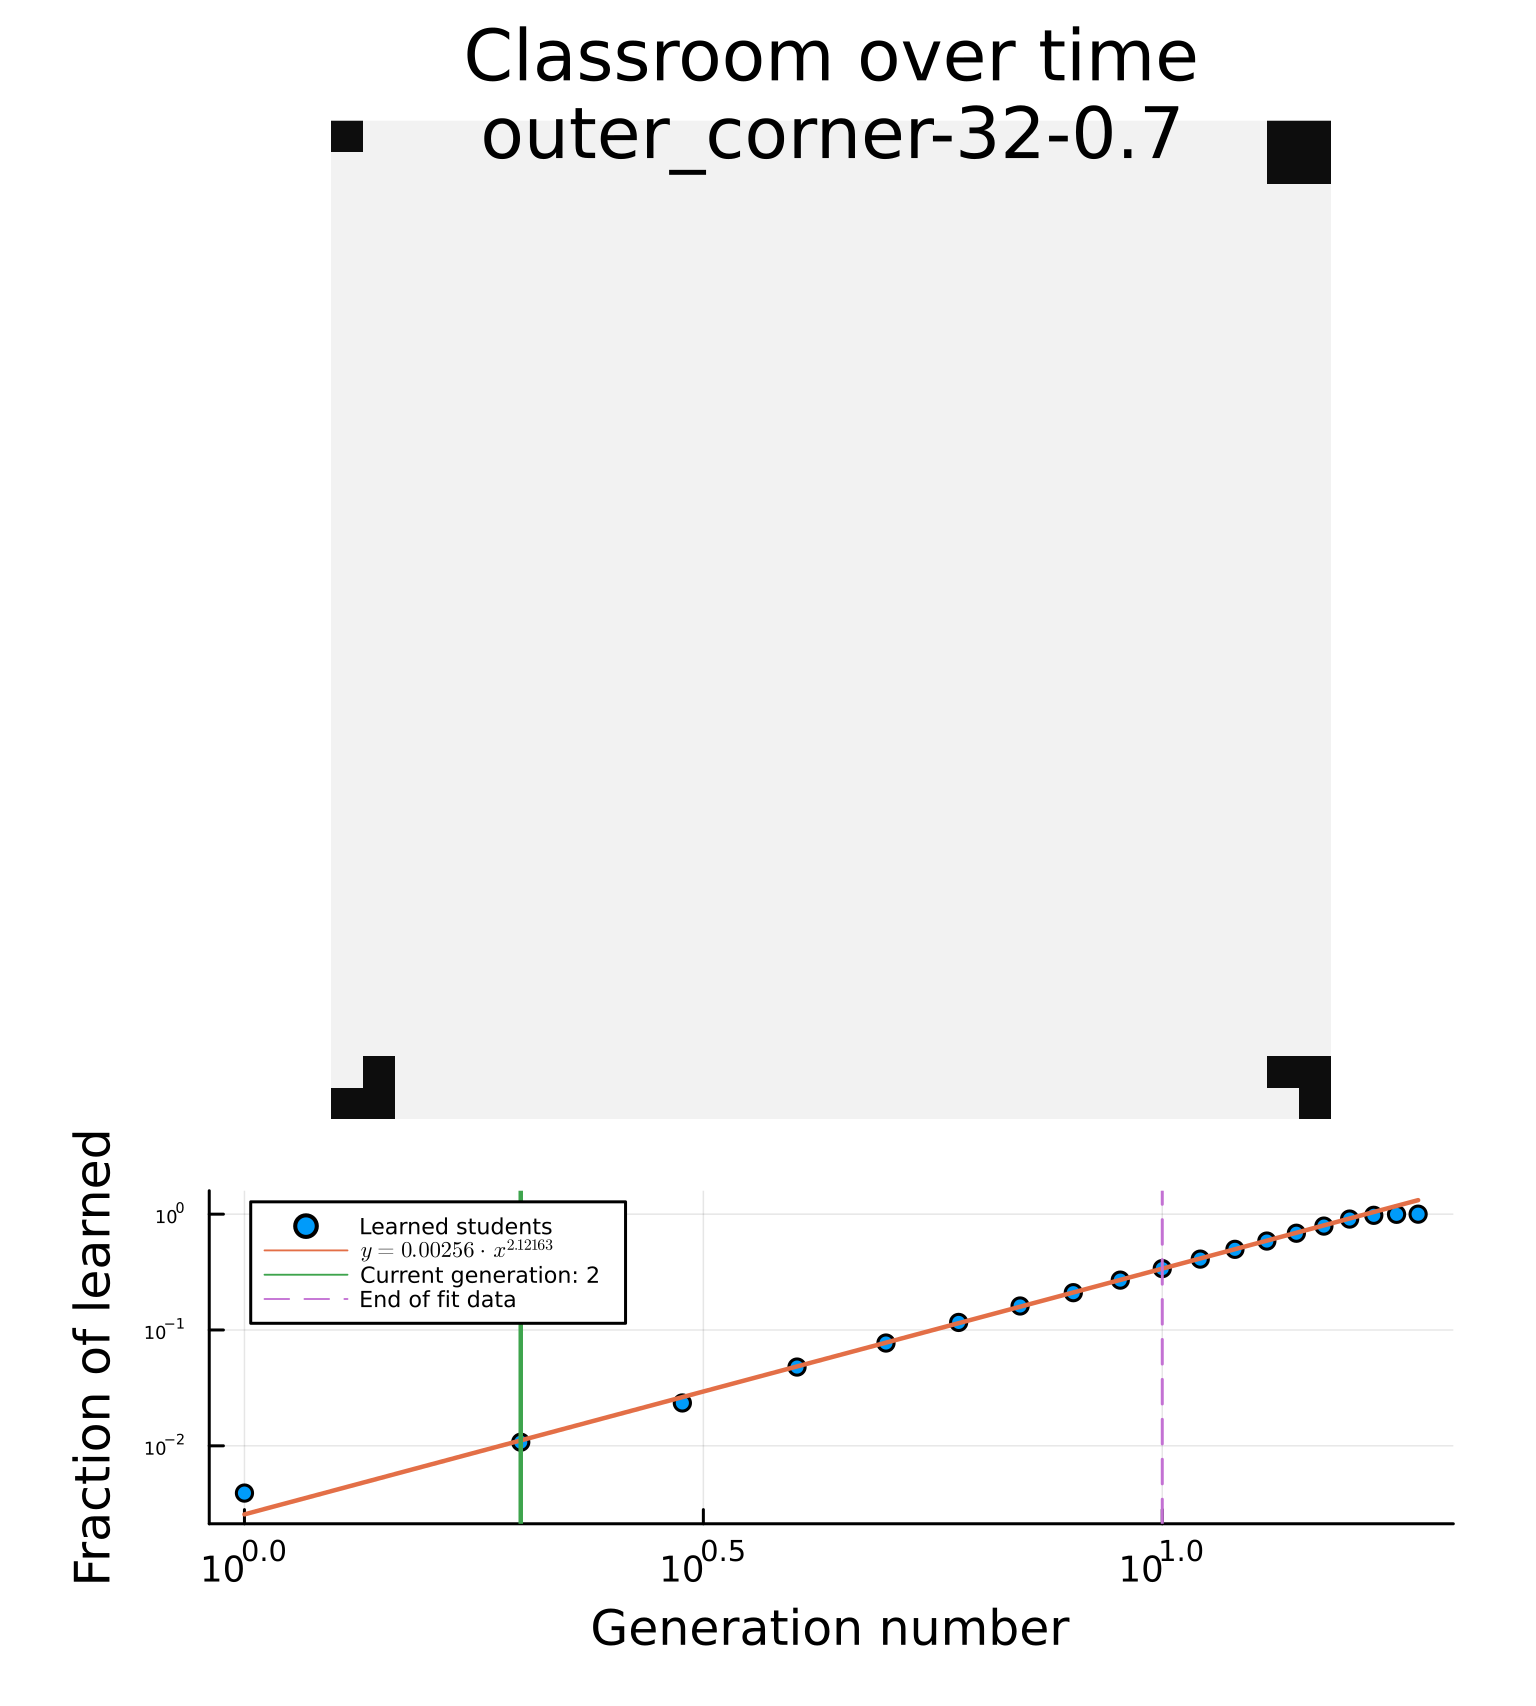 Classroom over time
outer_corner-32-0.7
Fraction of learned
10^0
10^−1
10^−2
Learned students
y = 0.00256 · x^2.12163
Current generation: 2
End of fit data
10^0.0
10^0.5
10^1.0
Generation number